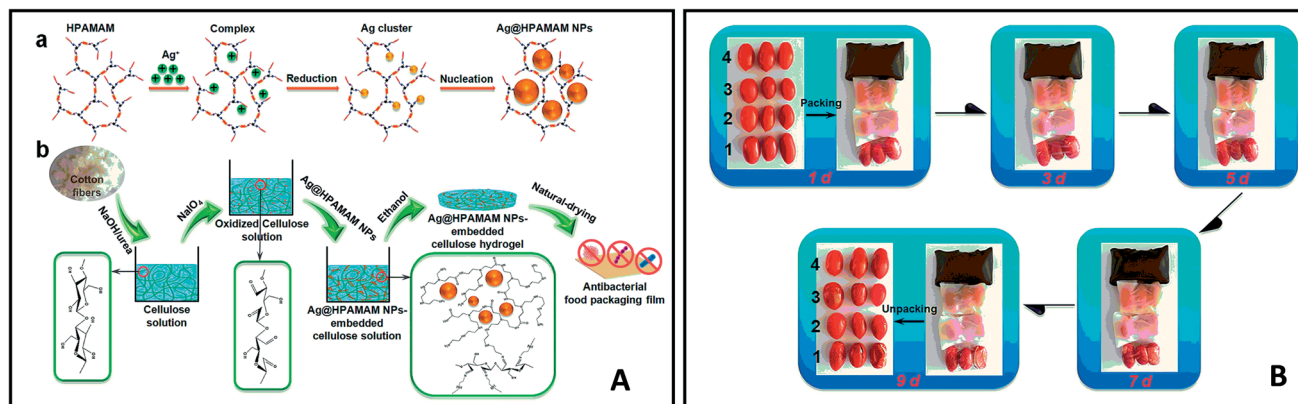 a
HPAMAM
Ag⁺
Complex
Reduction
Ag cluster
Nucleation
Ag@HPAMAM NPs
b
Cotton
fibers
NaOH/urea
Cellulose
solution
NaIO₄
Oxidized Cellulose
solution
Ag@HPAMAM NPs
Ag@HPAMAM NPs-
embedded
cellulose solution
Ethanol
Ag@HPAMAM NPs-
embedded
cellulose hydrogel
Natural-drying
Antibacterial
food packaging film
A
4
3
2
1
Packing
1 d
3 d
5 d
7 d
4
3
2
1
Unpacking
9 d
B